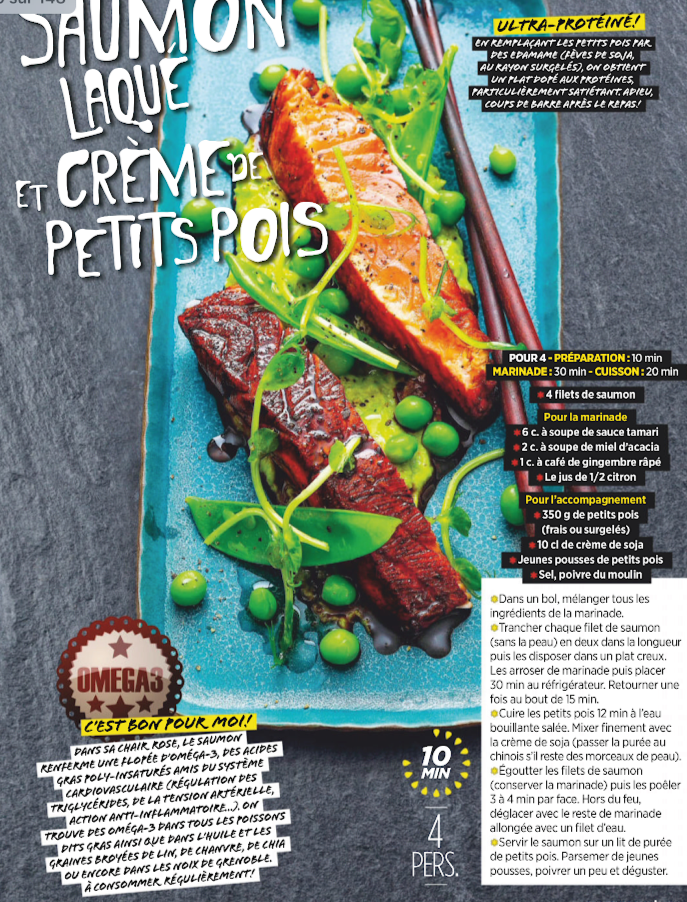 sur 148
SAUMON
LAQUÉ
ET CRÈME DE
PETITS POIS
ULTRA-PROTÉINÉ!
EN REMPLAÇANT LES PETITS POIS PAR
DES EDAMAME (FÈVES DE SOJA,
AU RAYON SURGELÉS), ON OBTIENT
UN PLAT DOPÉ AUX PROTÉINES,
PARTICULIÈREMENT SATIÉTANT. ADIEU,
COUPS DE BARRE APRÈS LE REPAS!
POUR 4 - PRÉPARATION : 10 min
MARINADE : 30 min - CUISSON : 20 min
4 filets de saumon
Pour la marinade
6 c. à soupe de sauce tamari
2 c. à soupe de miel d'acacia
1 c. à café de gingembre râpé
Le jus de 1/2 citron
Pour l'accompagnement
350 g de petits pois
(frais ou surgelés)
10 cl de crème de soja
Jeunes pousses de petits pois
Sel, poivre du moulin
Dans un bol, mélanger tous les
ingrédients de la marinade.
Trancher chaque filet de saumon
(sans la peau) en deux dans la longueur
puis les disposer dans un plat creux.
Les arroser de marinade puis placer
30 min au réfrigérateur. Retourner une
fois au bout de 15 min.
Cuire les petits pois 12 min à l'eau
bouillante salée. Mixer finement avec
la crème de soja (passer la purée au
chinois s'il reste des morceaux de peau).
Égoutter les filets de saumon
(conserver la marinade) puis les poêler
3 à 4 min par face. Hors du feu,
déglacer avec le reste de marinade
allongée avec un filet d'eau.
Servir le saumon sur un lit de purée
de petits pois. Parsemer de jeunes
pousses, poivrer un peu et déguster.
OMEGA3
C'EST BON POUR MOI!
DANS SA CHAIR ROSE, LE SAUMON
RENFERME UNE FLOPÉE D'OMÉGA-3, DES ACIDES
GRAS POLY-INSATURÉS AMIS DU SYSTÈME
CARDIOVASCULAIRE (RÉGULATION DES
TRIGLYCÉRIDES, DE LA TENSION ARTÉRIELLE,
ACTION ANTI-INFLAMMATOIRE...). ON
TROUVE DES OMÉGA-3 DANS TOUS LES POISSONS
DITS GRAS AINSI QUE DANS L'HUILE ET LES
GRAINES BROYÉES DE LIN, DE CHANVRE, DE CHIA
OU ENCORE DANS LES NOIX DE GRENOBLE.
À CONSOMMER RÉGULIÈREMENT!
10
MIN
4
PERS.